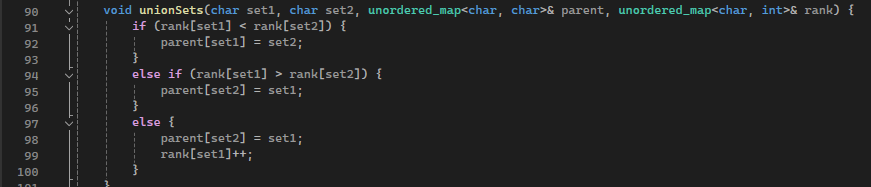 90 void unionSets(char set1, char set2, unordered_map<char, char>& parent, unordered_map<char, int>& rank) {
91 if (rank[set1] < rank[set2]) {
92 parent[set1] = set2;
93 }
94 else if (rank[set1] > rank[set2]) {
95 parent[set2] = set1;
96 }
97 else {
98 parent[set2] = set1;
99 rank[set1]++;
100 }
101 }